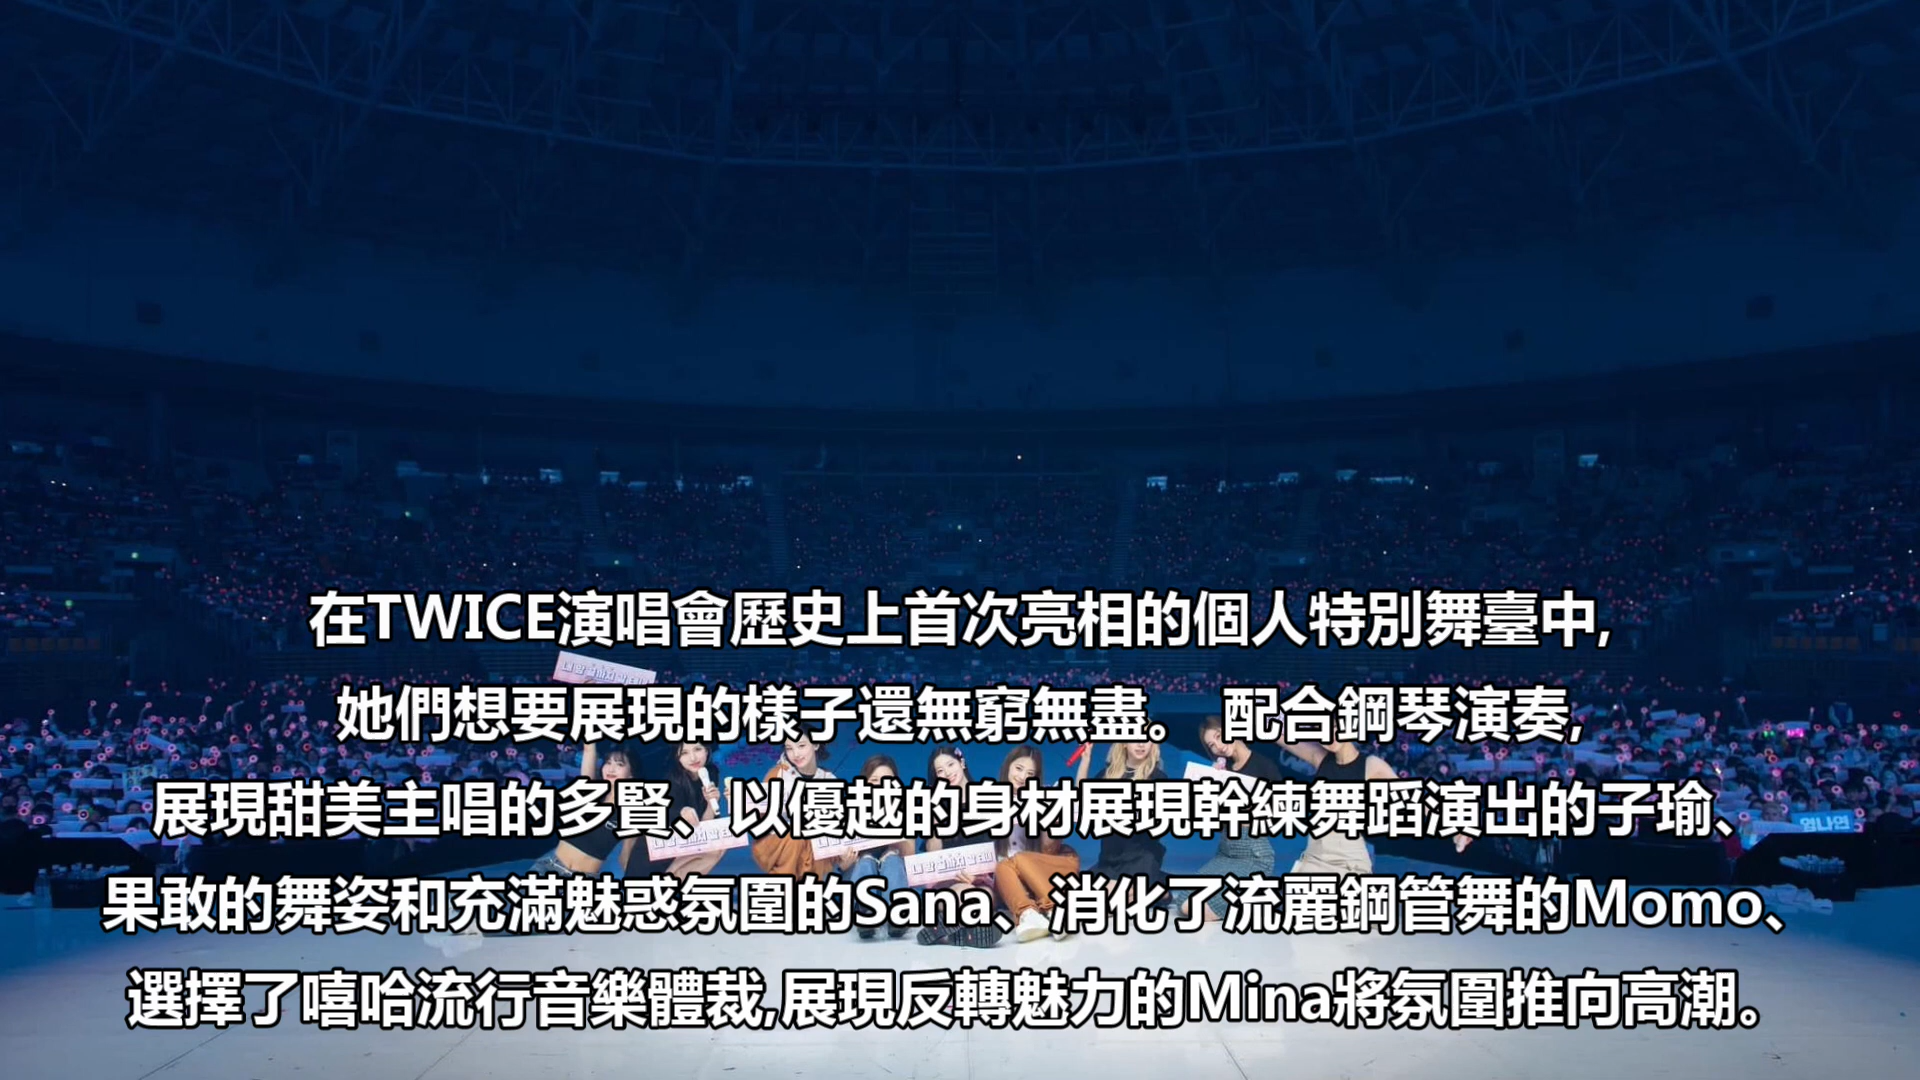 在TWICE演唱會歷史上首次亮相的個人特別舞臺中,
她們想要展現的樣子還無窮無盡。 配合鋼琴演奏,
展現甜美主唱的多賢、以優越的身材展現幹練舞蹈演出的子瑜、
果敢的舞姿和充滿魅惑氛圍的Sana、消化了流麗鋼管舞的Momo、
選擇了嘻哈流行音樂體裁,展現反轉魅力的Mina將氛圍推向高潮。
임나연